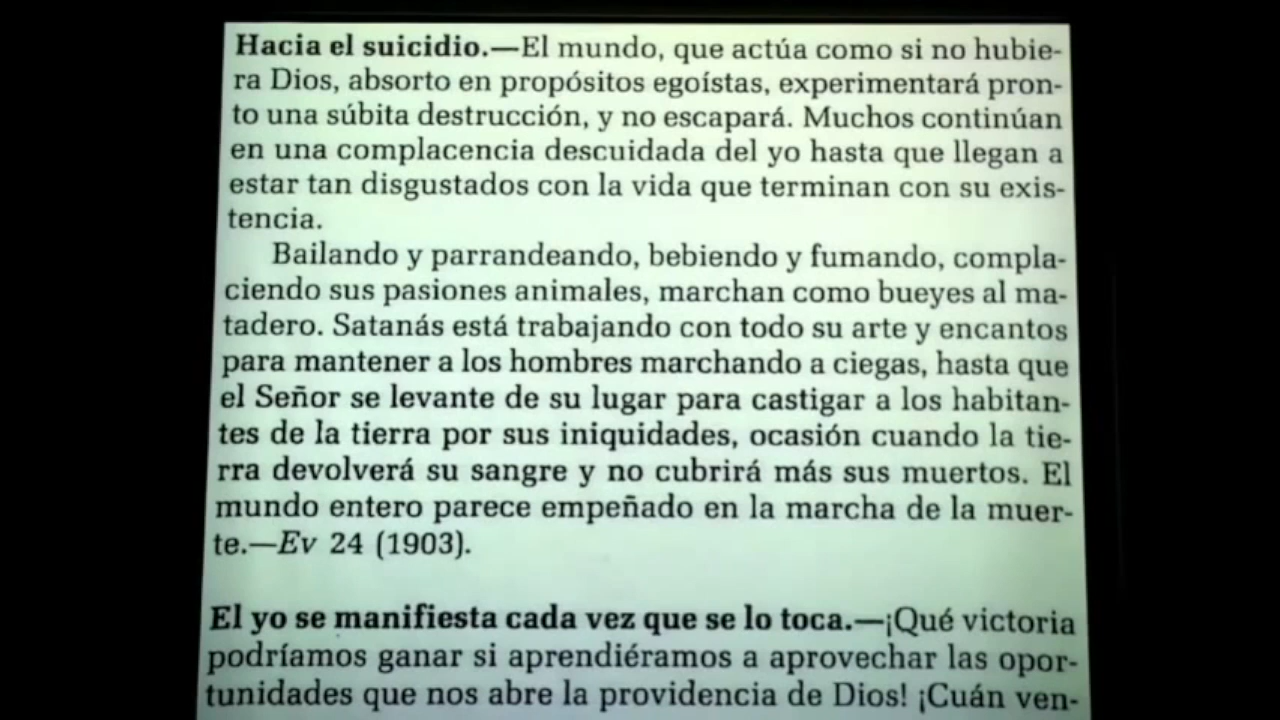 Hacia el suicidio.—El mundo, que actúa como si no hubie-
ra Dios, absorto en propósitos egoístas, experimentará pron-
to una súbita destrucción, y no escapará. Muchos continúan
en una complacencia descuidada del yo hasta que llegan a
estar tan disgustados con la vida que terminan con su exis-
tencia.
Bailando y parrandeando, bebiendo y fumando, compla-
ciendo sus pasiones animales, marchan como bueyes al ma-
tadero. Satanás está trabajando con todo su arte y encantos
para mantener a los hombres marchando a ciegas, hasta que
el Señor se levante de su lugar para castigar a los habitan-
tes de la tierra por sus iniquidades, ocasión cuando la tie-
rra devolverá su sangre y no cubrirá más sus muertos. El
mundo entero parece empeñado en la marcha de la muer-
te.—Ev 24 (1903).
El yo se manifiesta cada vez que se lo toca.—¡Qué victoria
podríamos ganar si aprendiéramos a aprovechar las opor-
tunidades que nos abre la providencia de Dios! ¡Cuán ven-